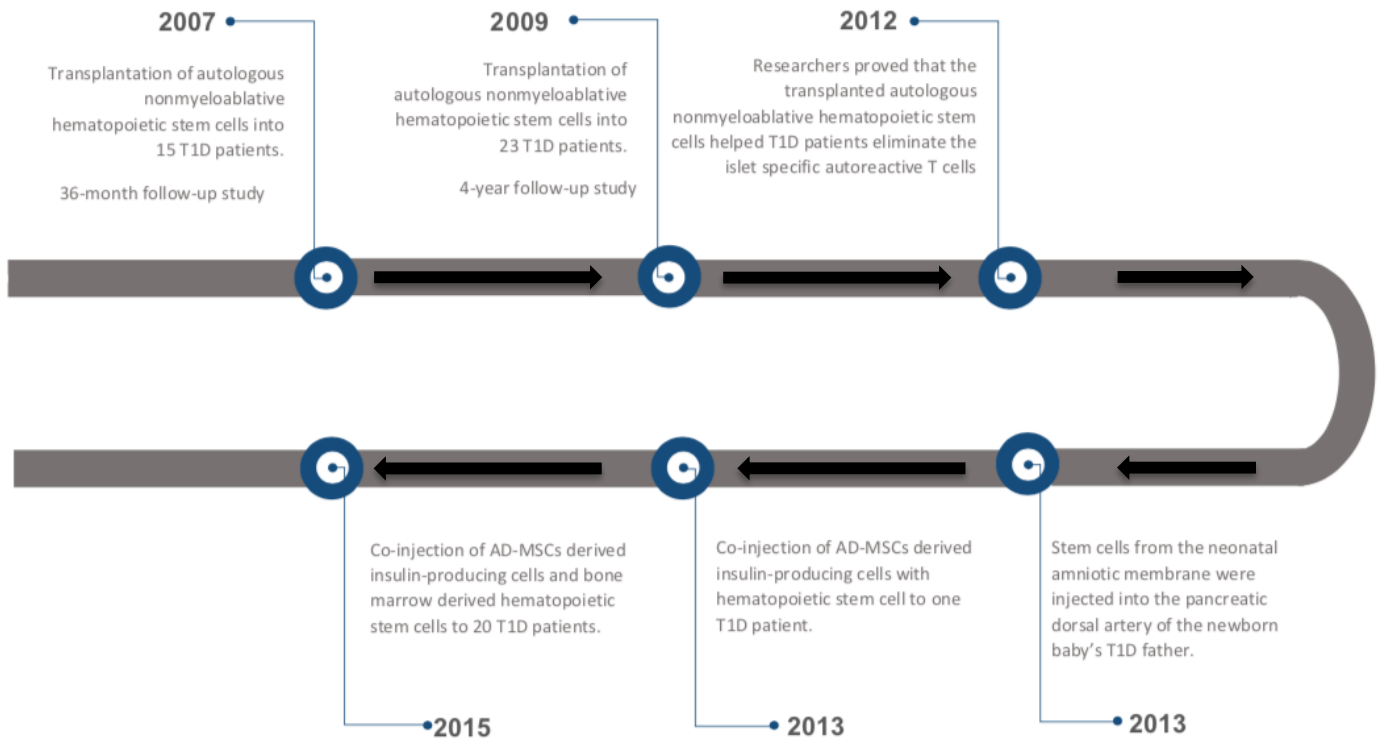 2007
Transplantation of autologous
nonmyeloablative
hematopoietic stem cells into
15 T1D patients.
36-month follow-up study
2009
Transplantation of
autologous nonmyeloablative
hematopoietic stem cells into
23 T1D patients.
4-year follow-up study
2012
Researchers proved that the
transplanted autologous
nonmyeloablative hematopoietic stem
cells helped T1D patients eliminate the
islet specific autoreactive T cells
Stem cells from the neonatal
amniotic membrane were
injected into the pancreatic
dorsal artery of the newborn
baby's T1D father.
2013
Co-injection of AD-MSCs derived
insulin-producing cells with
hematopoietic stem cell to one
T1D patient.
2013
Co-injection of AD-MSCs derived
insulin-producing cells and bone
marrow derived hematopoietic
stem cells to 20 T1D patients.
2015